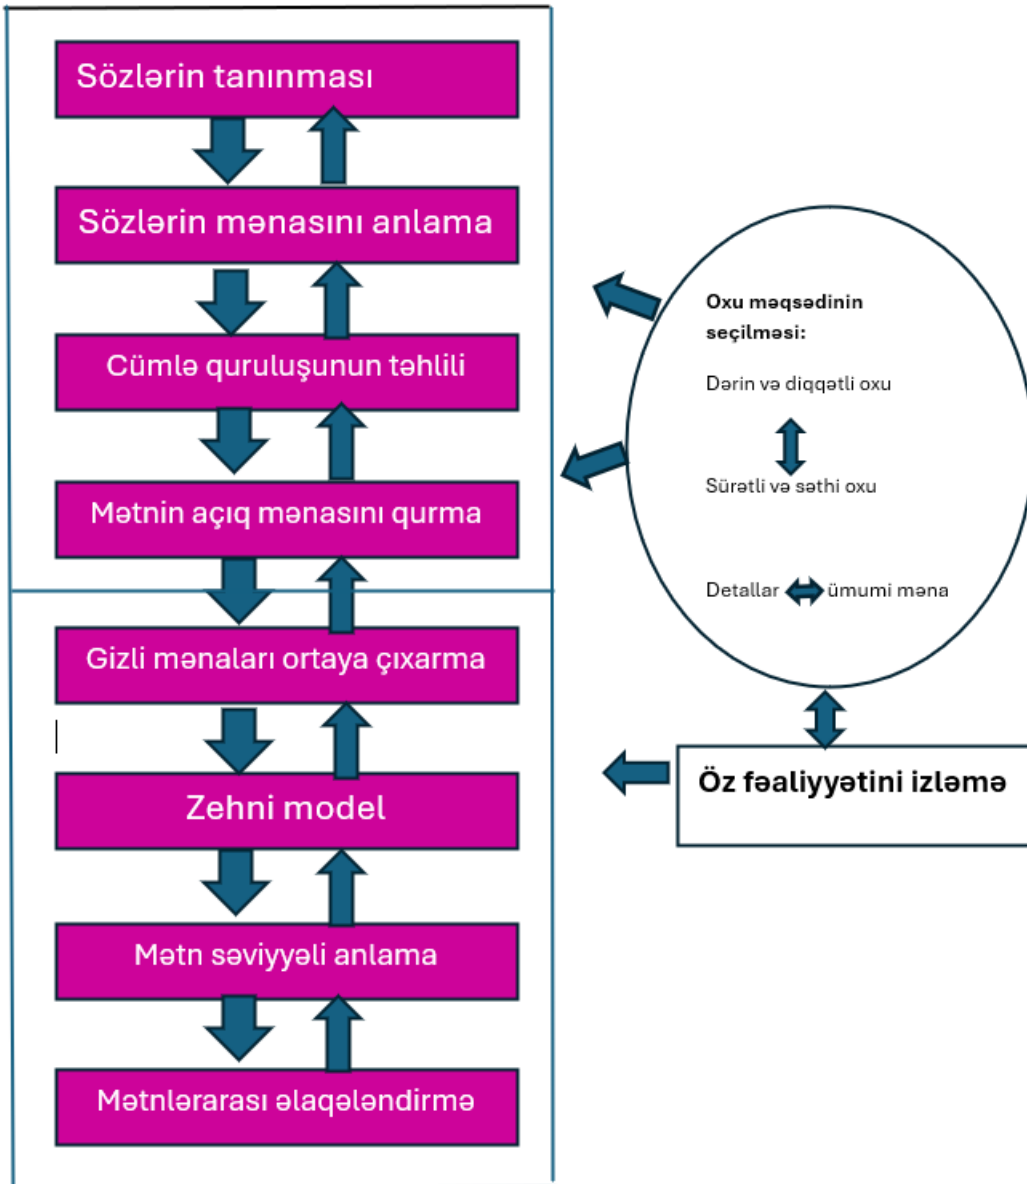 Sözlərin tanınması
Sözlərin mənasını anlama
Cümlə quruluşunun təhlili
Mətnin açıq mənasını qurma
Gizli mənaları ortaya çıxarma
Zehni model
Mətn səviyyəli anlama
Mətnlərarası əlaqələndirmə
Oxu məqsədinin
seçilməsi:
Dərin və diqqətli oxu
Sürətli və səthi oxu
Detallar ümumi məna
Öz fəaliyyətini izləmə